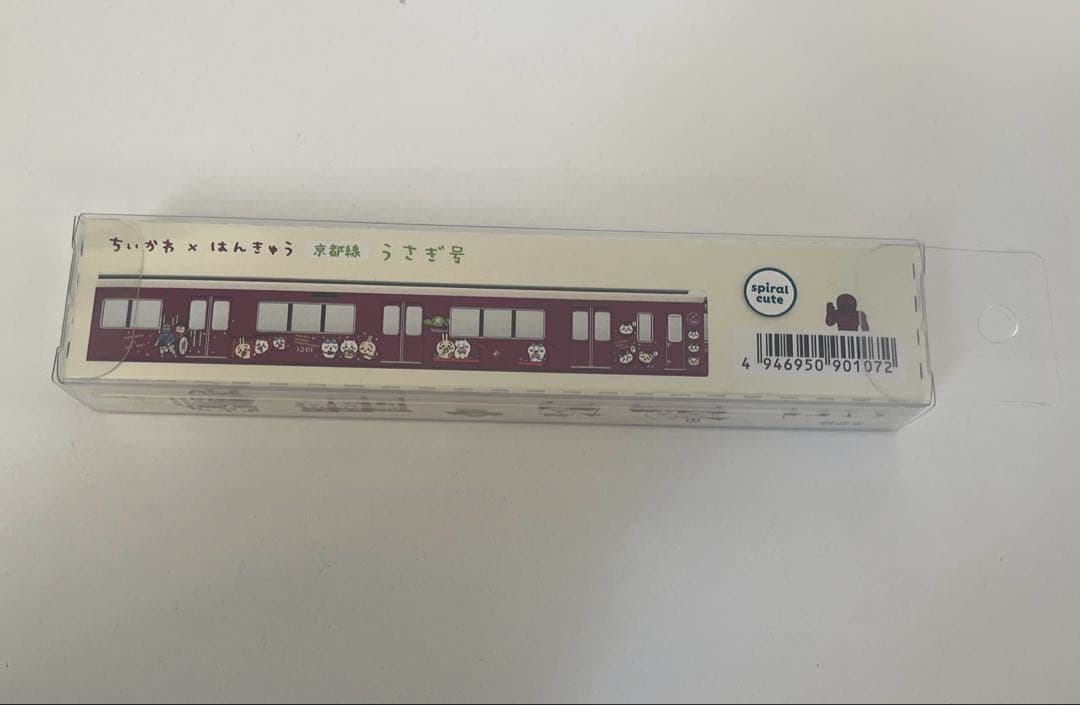 ちいかわ × はんきゅう 京都線 うさぎ号
spiral
cute
1301
4 946950 901072